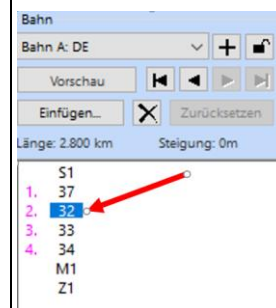 Bahn
Bahn A: DE
Vorschau
Einfügen...
Zurücksetzen
Länge: 2.800 km Steigung: 0m
S1
1. 37
2. 32
3. 33
4. 34
M1
Z1